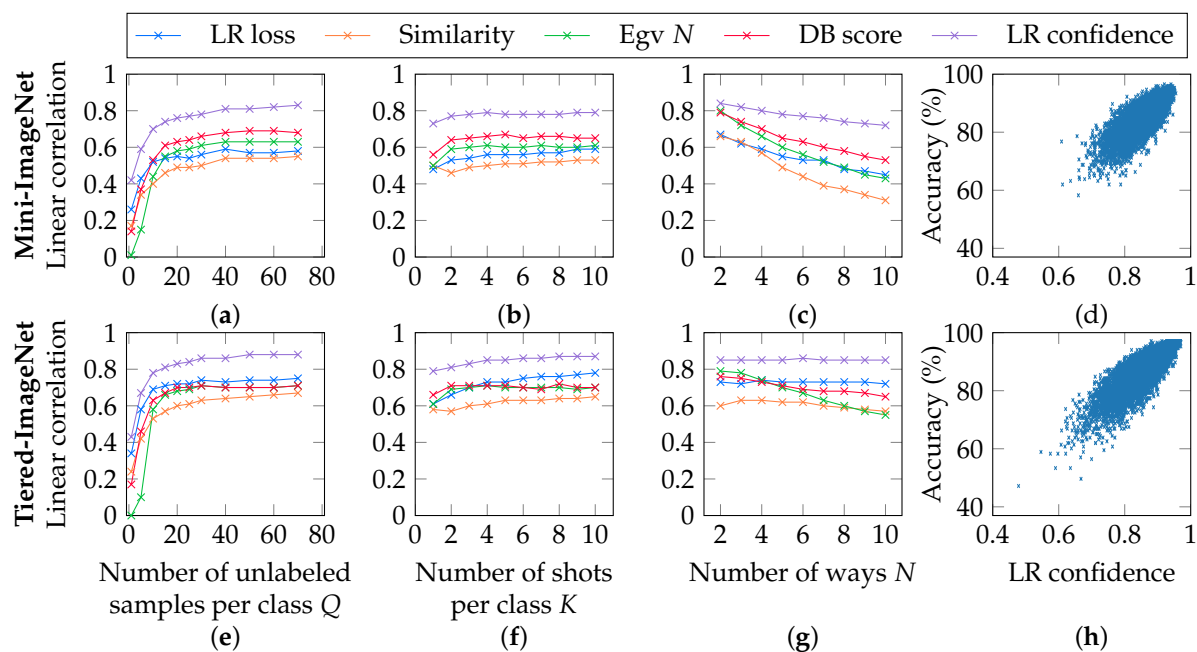 LR loss Similarity Egv N DB score LR confidence
Mini-ImageNet
Linear correlation
1
0.8
0.6
0.4
0.2
0
0 20 40 60 80
(a)
1
0.8
0.6
0.4
0.2
0
0 2 4 6 8 10
(b)
1
0.8
0.6
0.4
0.2
0
2 4 6 8 10
(c)
Accuracy (%)
100
80
60
40
0.4 0.6 0.8 1
(d)
Tiered-ImageNet
Linear correlation
1
0.8
0.6
0.4
0.2
0
0 20 40 60 80
Number of unlabeled
samples per class Q
(e)
1
0.8
0.6
0.4
0.2
0
0 2 4 6 8 10
Number of shots
per class K
(f)
1
0.8
0.6
0.4
0.2
0
2 4 6 8 10
Number of ways N
(g)
Accuracy (%)
100
80
60
40
0.4 0.6 0.8 1
LR confidence
(h)